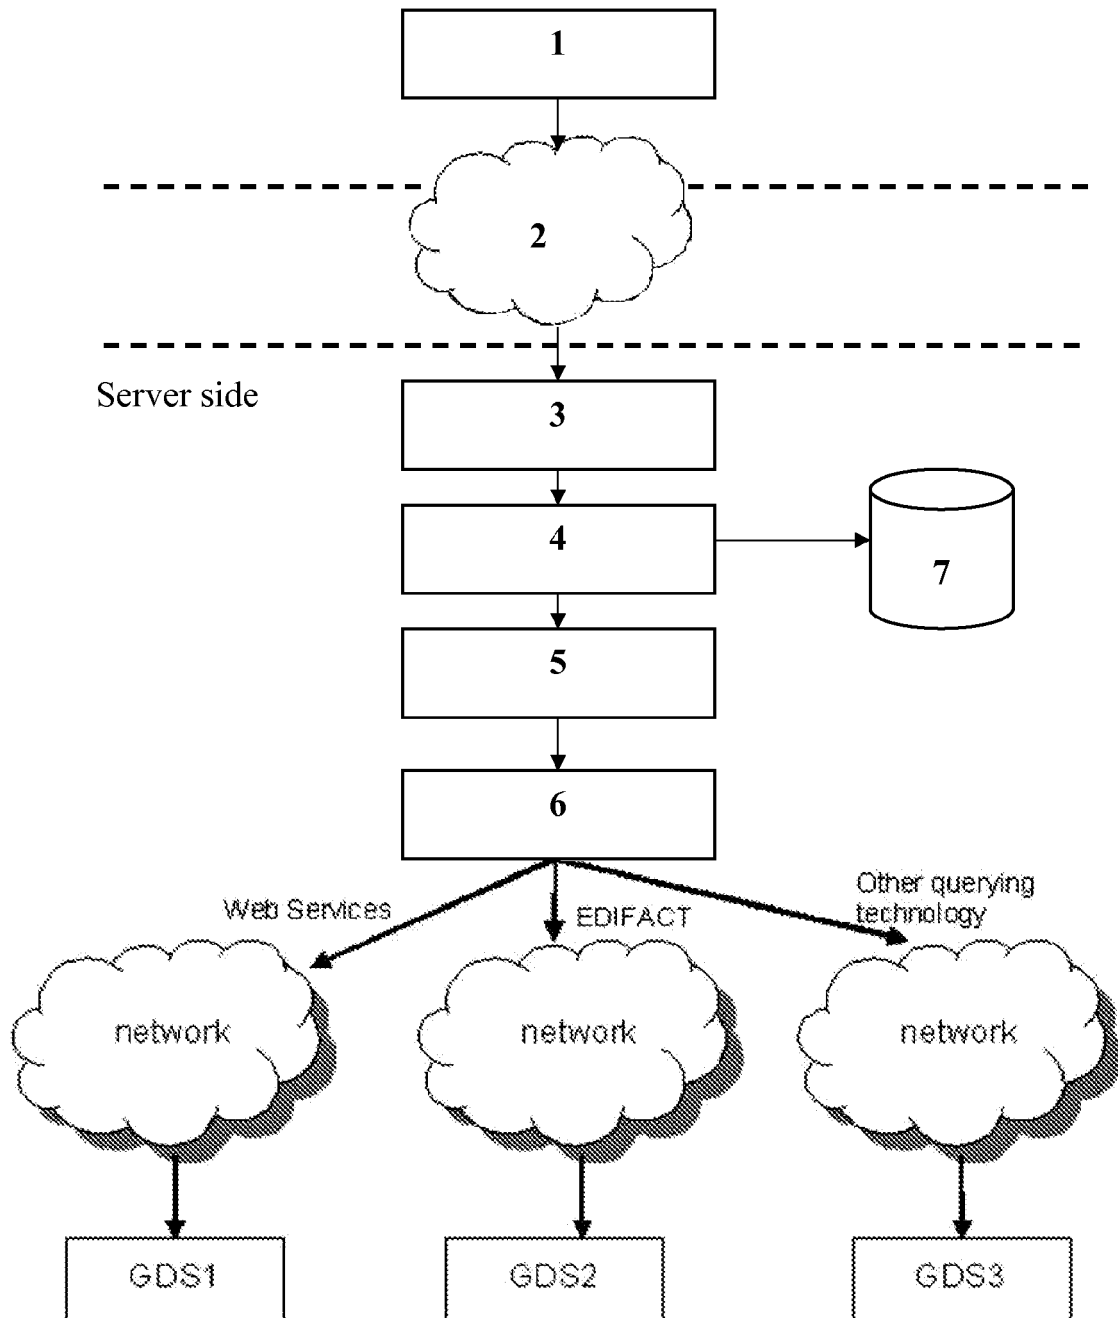 1
2
Server side
3
4
7
5
6
Web Services
EDIFACT
Other querying
technology
network
network
network
GDS1
GDS2
GDS3